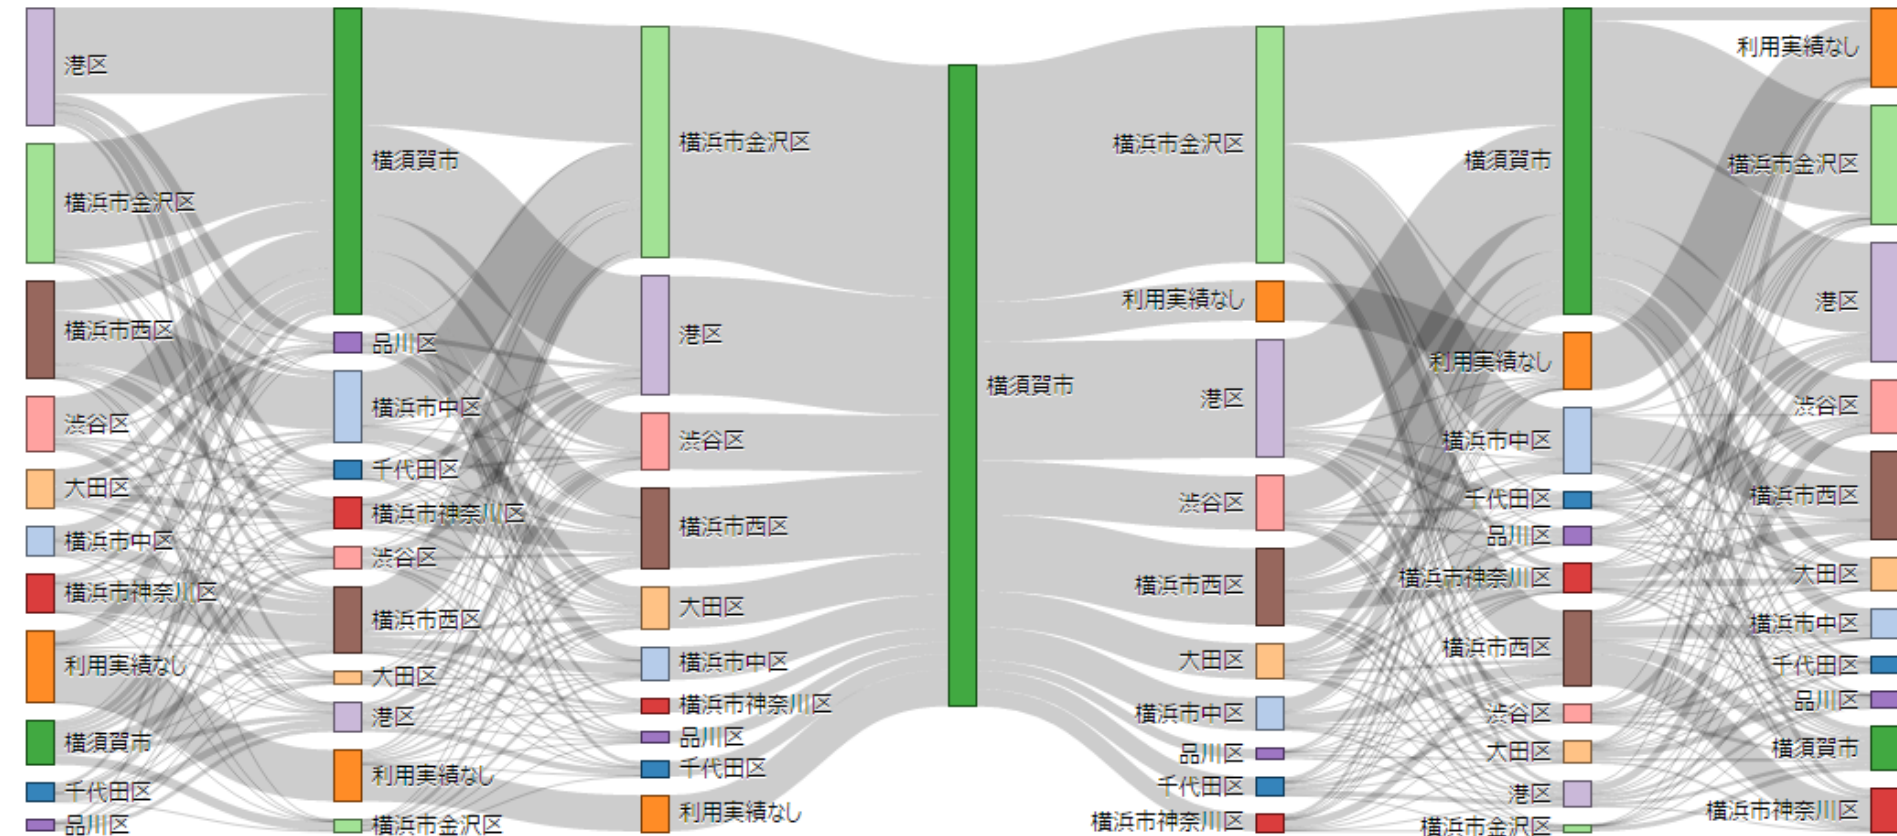 港区
横浜市金沢区
横浜市西区
渋谷区
大田区
横浜市中区
横浜市神奈川区
利用実績なし
横須賀市
千代田区
品川区
横須賀市
品川区
横浜市中区
千代田区
横浜市神奈川区
渋谷区
横浜市西区
大田区
港区
利用実績なし
横浜市金沢区
横浜市金沢区
港区
渋谷区
横浜市西区
大田区
横浜市中区
横浜市神奈川区
品川区
千代田区
利用実績なし
横須賀市
横浜市金沢区
利用実績なし
港区
渋谷区
横浜市西区
大田区
横浜市中区
品川区
千代田区
横浜市神奈川区
横須賀市
利用実績なし
横浜市中区
千代田区
品川区
横浜市神奈川区
横浜市西区
渋谷区
大田区
港区
横浜市金沢区
利用実績なし
横浜市金沢区
港区
渋谷区
横浜市西区
大田区
横浜市中区
千代田区
品川区
横須賀市
横浜市神奈川区